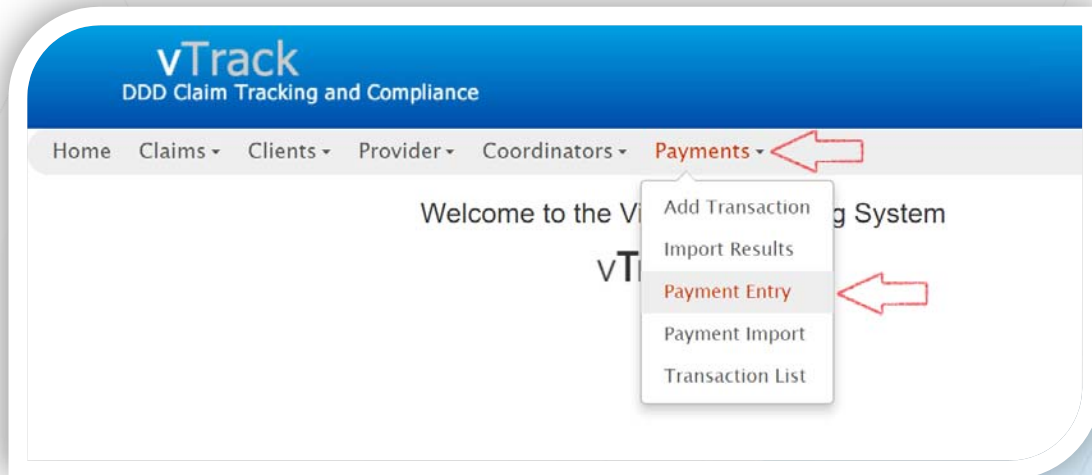 vTrack
DDD Claim Tracking and Compliance
Home Claims Clients Provider Coordinators Payments
Welcome to the Vi g System
vT
Add Transaction
Import Results
Payment Entry
Payment Import
Transaction List